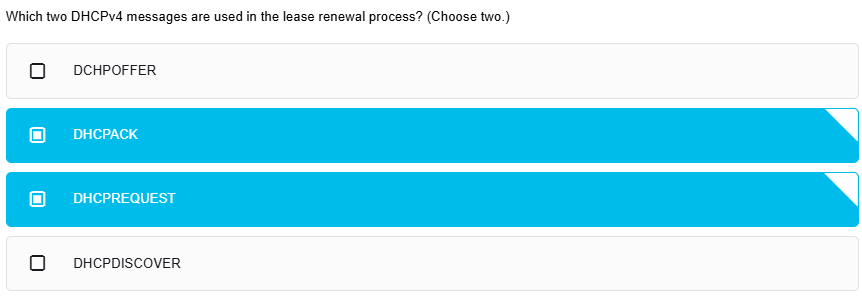 Which two DHCPv4 messages are used in the lease renewal process? (Choose two.)
DCHPOFFER
DHCPACK
DHCPREQUEST
DHCPDISCOVER